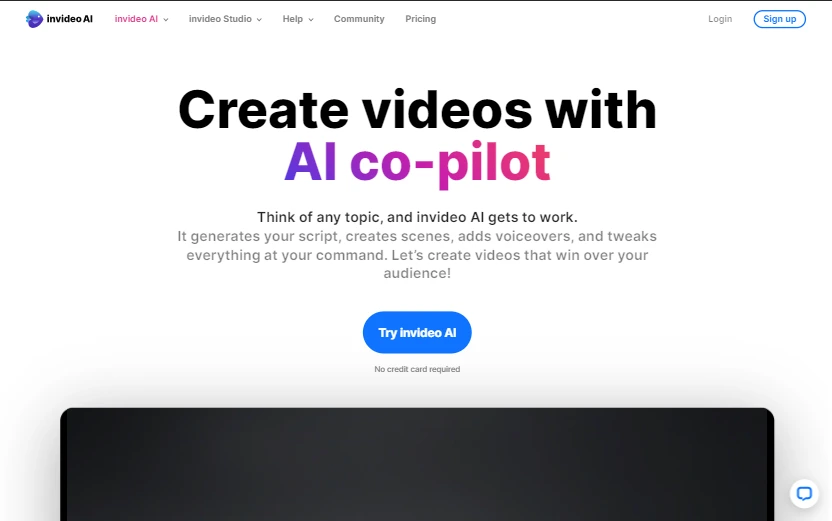 invideo AI
invideo AI
invideo Studio
Help
Community
Pricing
Login
Sign up
Create videos with
AI co-pilot
Think of any topic, and invideo AI gets to work.
It generates your script, creates scenes, adds voiceovers, and tweaks
everything at your command. Let’s create videos that win over your
audience!
Try invideo AI
No credit card required